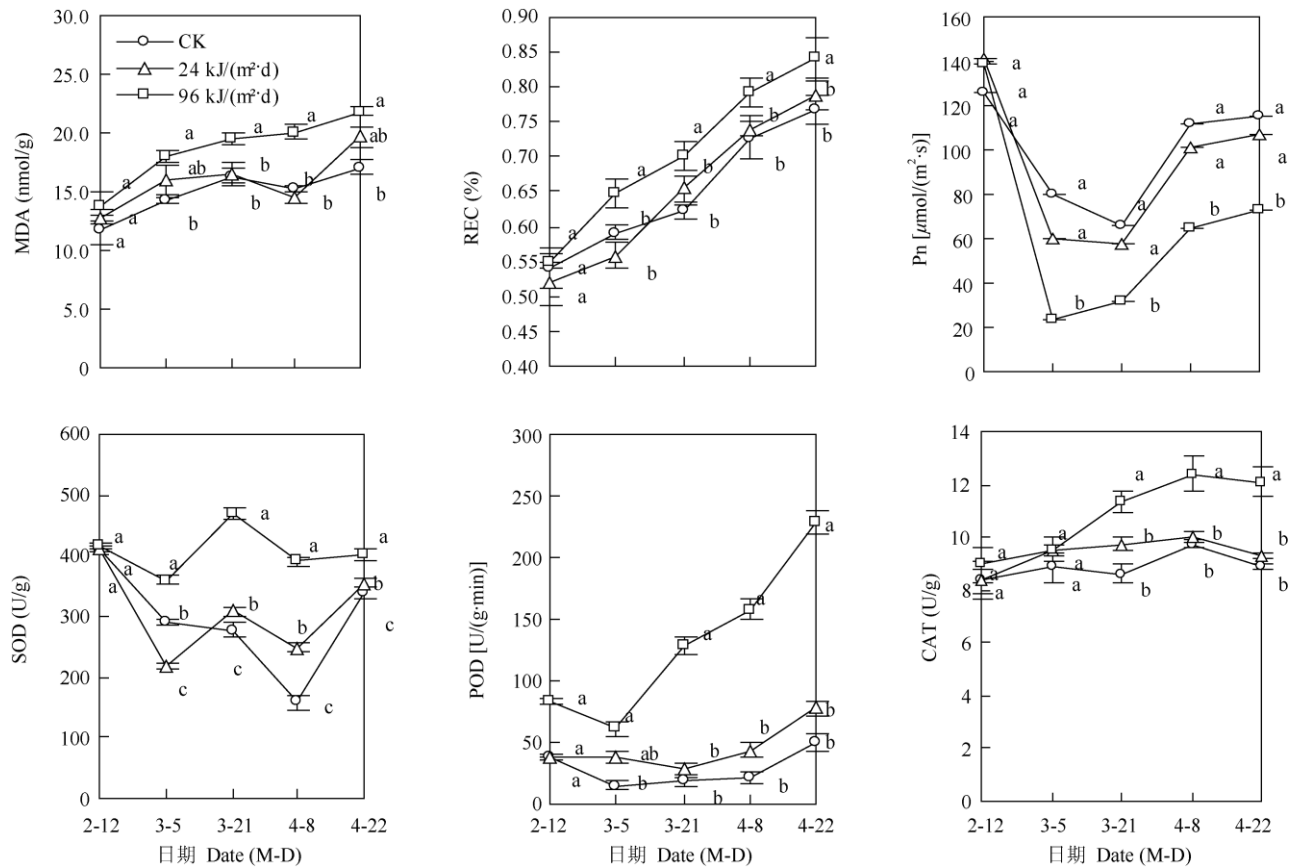 30.0
25.0
20.0
15.0
10.0
5.0
0
MDA (nmol/g)
CK
24 kJ/(m²·d)
96 kJ/(m²·d)
a
a
a
a
a
ab
a
ab
b
b
a
b
b
b
a
b
0.90
0.85
0.80
0.75
0.70
0.65
0.60
0.55
0.50
0.45
0.40
REC (%)
a
a
b
a
b
b
a
a
b
b
a
b
b
a
a
160
140
120
100
80
60
40
20
0
Pn [μmol/(m²·s)]
a
a
a
a
a
a
a
a
a
a
a
b
b
b
b
600
500
400
300
200
100
0
SOD (U/g)
a
a
a
a
a
a
a
b
b
b
b
c
c
c
c
2-12
3-5
3-21
4-8
4-22
日期 Date (M-D)
300
250
200
150
100
50
0
POD [U/(g·min)]
a
a
a
a
a
a
ab
b
b
b
b
a
b
b
b
2-12
3-5
3-21
4-8
4-22
日期 Date (M-D)
14
12
10
8
6
4
2
0
CAT (U/g)
a
a
a
a
a
b
b
b
a
a
b
b
b
a
a
2-12
3-5
3-21
4-8
4-22
日期 Date (M-D)